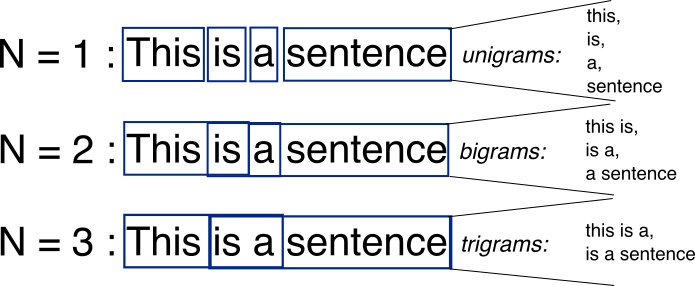 N = 1 : This is a sentence unigrams:
this,
is,
a,
sentence
N = 2 : This is a sentence bigrams:
this is,
is a,
a sentence
N = 3 : This is a sentence trigrams:
this is a,
is a sentence